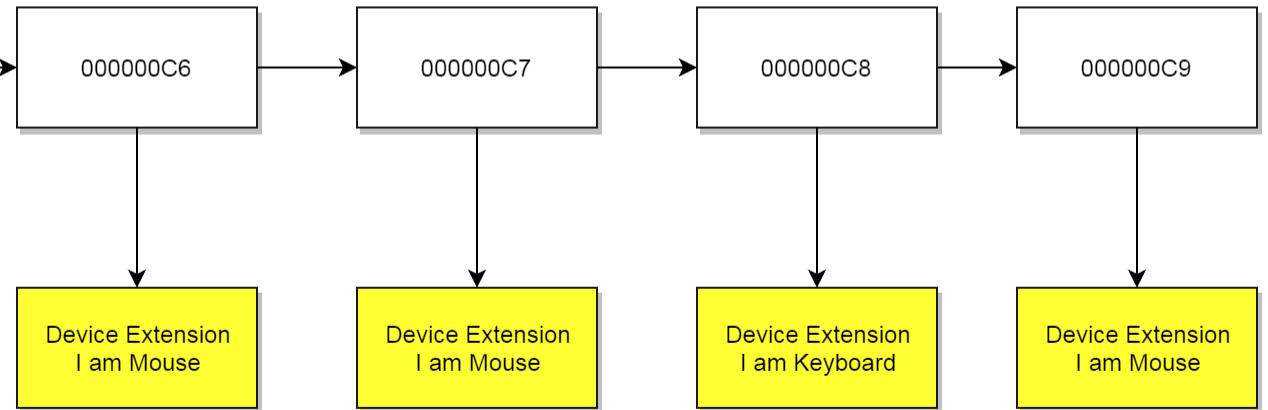 000000C6
000000C7
000000C8
000000C9
Device Extension
I am Mouse
Device Extension
I am Mouse
Device Extension
I am Keyboard
Device Extension
I am Mouse